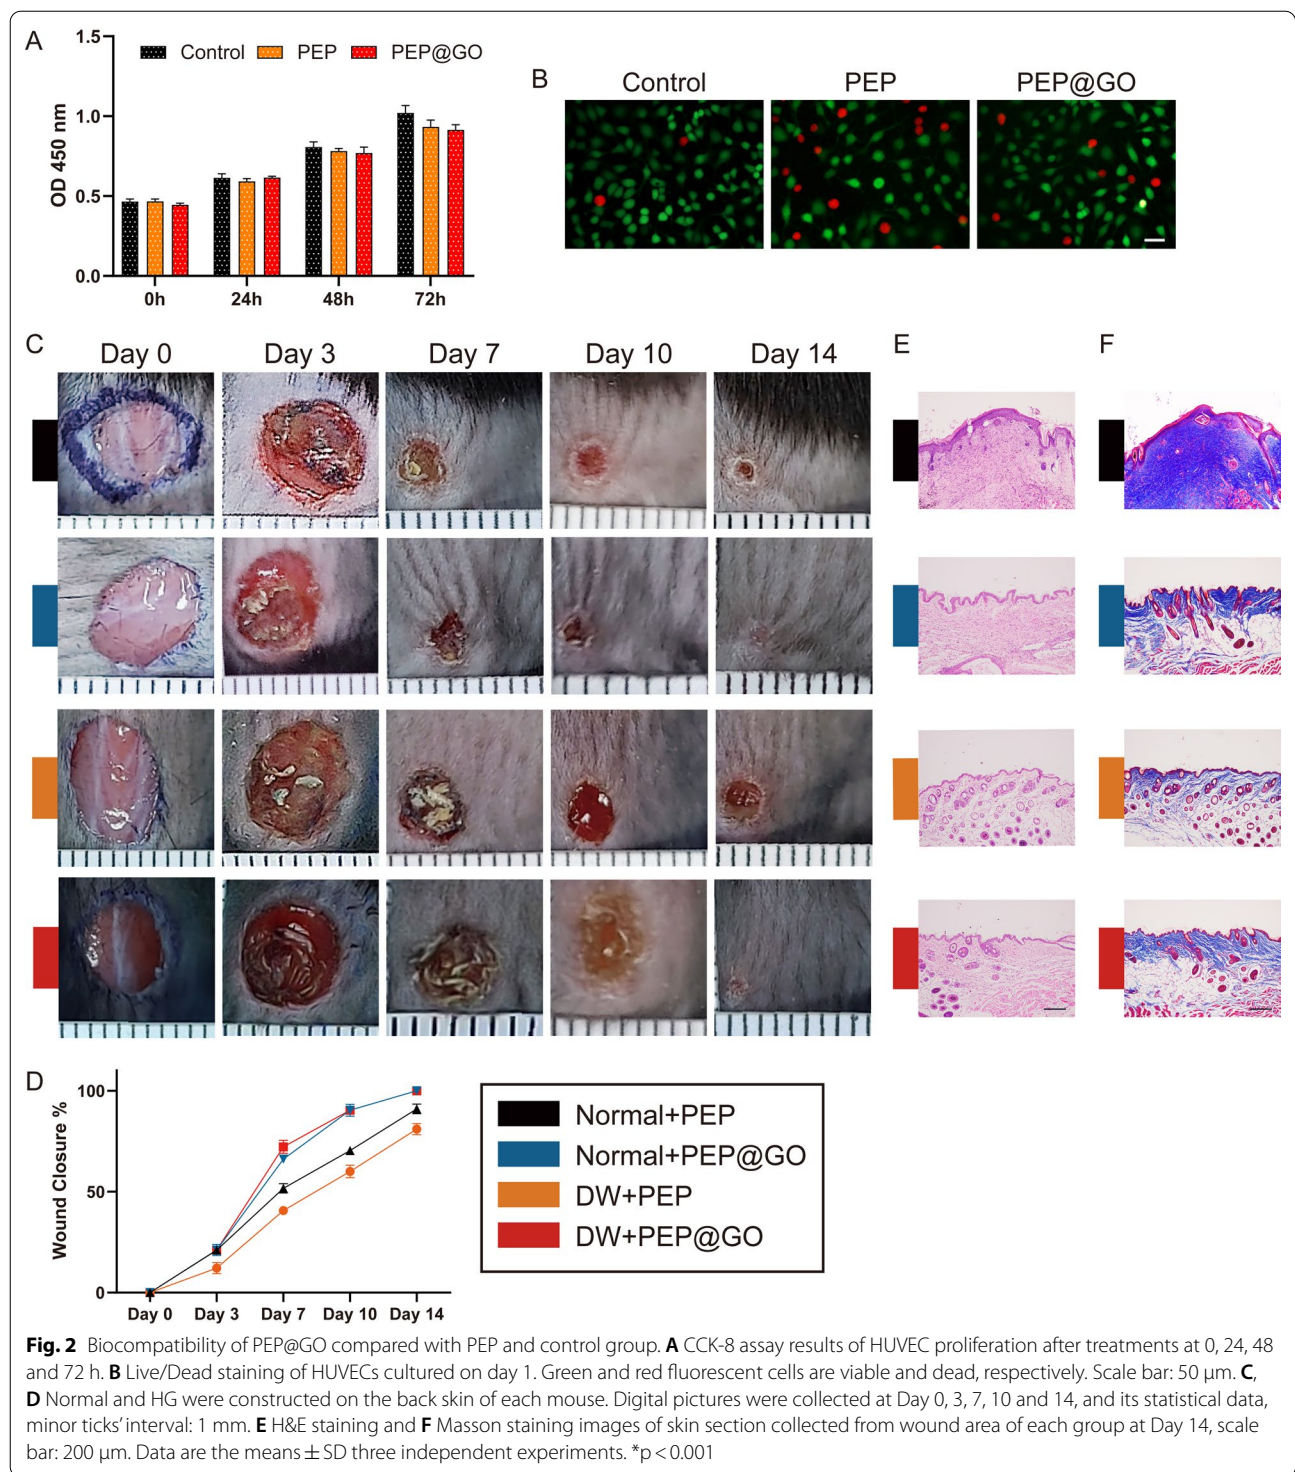 A
1.5
Control PEP PEP@GO
1.0
0.5
0.0
OD 450 nm
0h 24h 48h 72h
B
Control PEP PEP@GO
C
Day 0 Day 3 Day 7 Day 10 Day 14
E
F
D
100
50
0
Wound Closure %
Day 0 Day 3 Day 7 Day 10 Day 14
Normal+PEP
Normal+PEP@GO
DW+PEP
DW+PEP@GO
Fig. 2 Biocompatibility of PEP@GO compared with PEP and control group. A CCK-8 assay results of HUVEC proliferation after treatments at 0, 24, 48
and 72 h. B Live/Dead staining of HUVECs cultured on day 1. Green and red fluorescent cells are viable and dead, respectively. Scale bar: 50 μm. C,
D Normal and HG were constructed on the back skin of each mouse. Digital pictures were collected at Day 0, 3, 7, 10 and 14, and its statistical data,
minor ticks' interval: 1 mm. E H&E staining and F Masson staining images of skin section collected from wound area of each group at Day 14, scale
bar: 200 μm. Data are the means ± SD three independent experiments. *p < 0.001